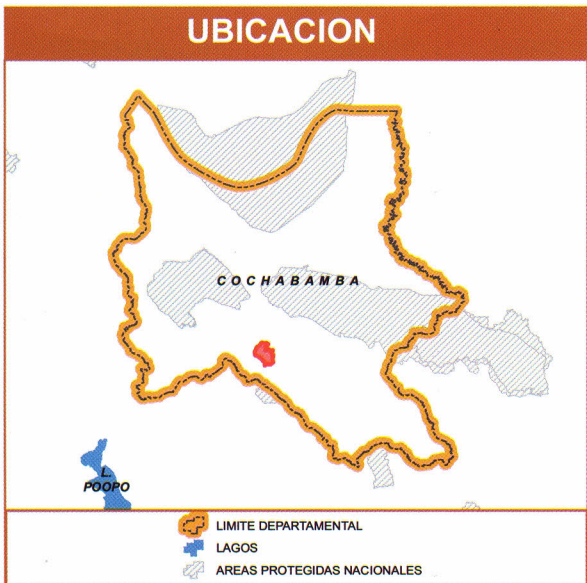 UBICACION
COCHABAMBA
L.
POOPO
LIMITE DEPARTAMENTAL
LAGOS
AREAS PROTEGIDAS NACIONALES